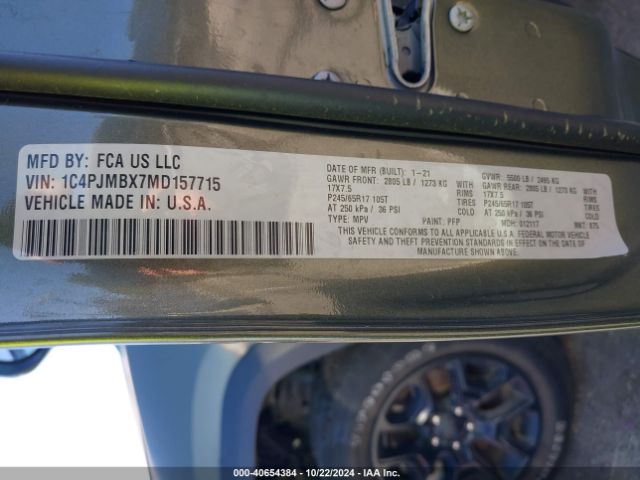 MFD BY: FCA US LLC
VIN: 1C4PJMBX7MD157715
VEHICLE MADE IN: U.S.A.
DATE OF MFR (BUILT): 1-21
GVWR: 5500 LB / 2495 KG
GAWR FRONT: 2805 LB / 1273 KG WITH
GAWR REAR: 2805 LB / 1273 KG WITH
17X7.5 RIMS 17X7.5 RIMS
P245/65R17 105T TIRES P245/65R17 105T TIRES
AT 250 kPa / 36 PSI COLD AT 250 kPa / 36 PSI COLD
TYPE: MPV PAINT: PFP MDH: 012117 MKT: 875
THIS VEHICLE CONFORMS TO ALL APPLICABLE U.S.A. FEDERAL MOTOR VEHICLE
SAFETY AND THEFT PREVENTION STANDARDS IN EFFECT ON THE DATE OF
MANUFACTURE SHOWN ABOVE.
000-40654384 - 10/22/2024 - IAA Inc.